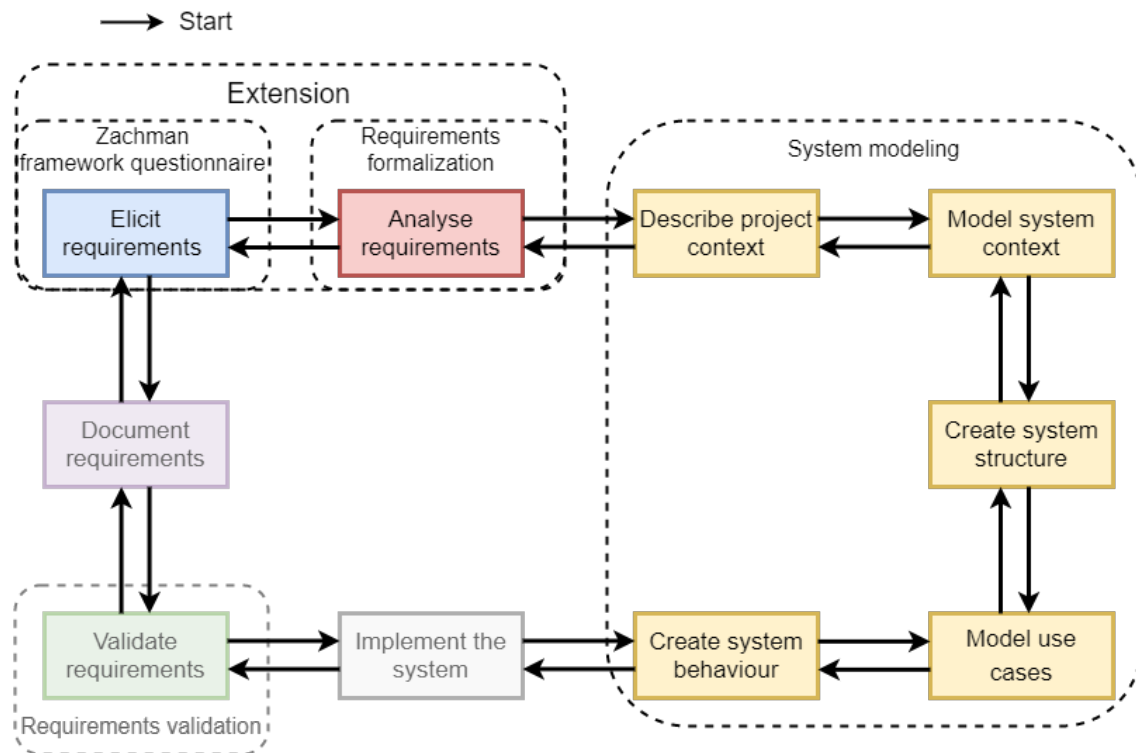 Start
Extension
Zachman
framework questionnaire
Requirements
formalization
System modeling
Elicit
requirements
Analyse
requirements
Describe project
context
Model system
context
Document
requirements
Create system
structure
Validate
requirements
Implement the
system
Create system
behaviour
Model use
cases
Requirements validation